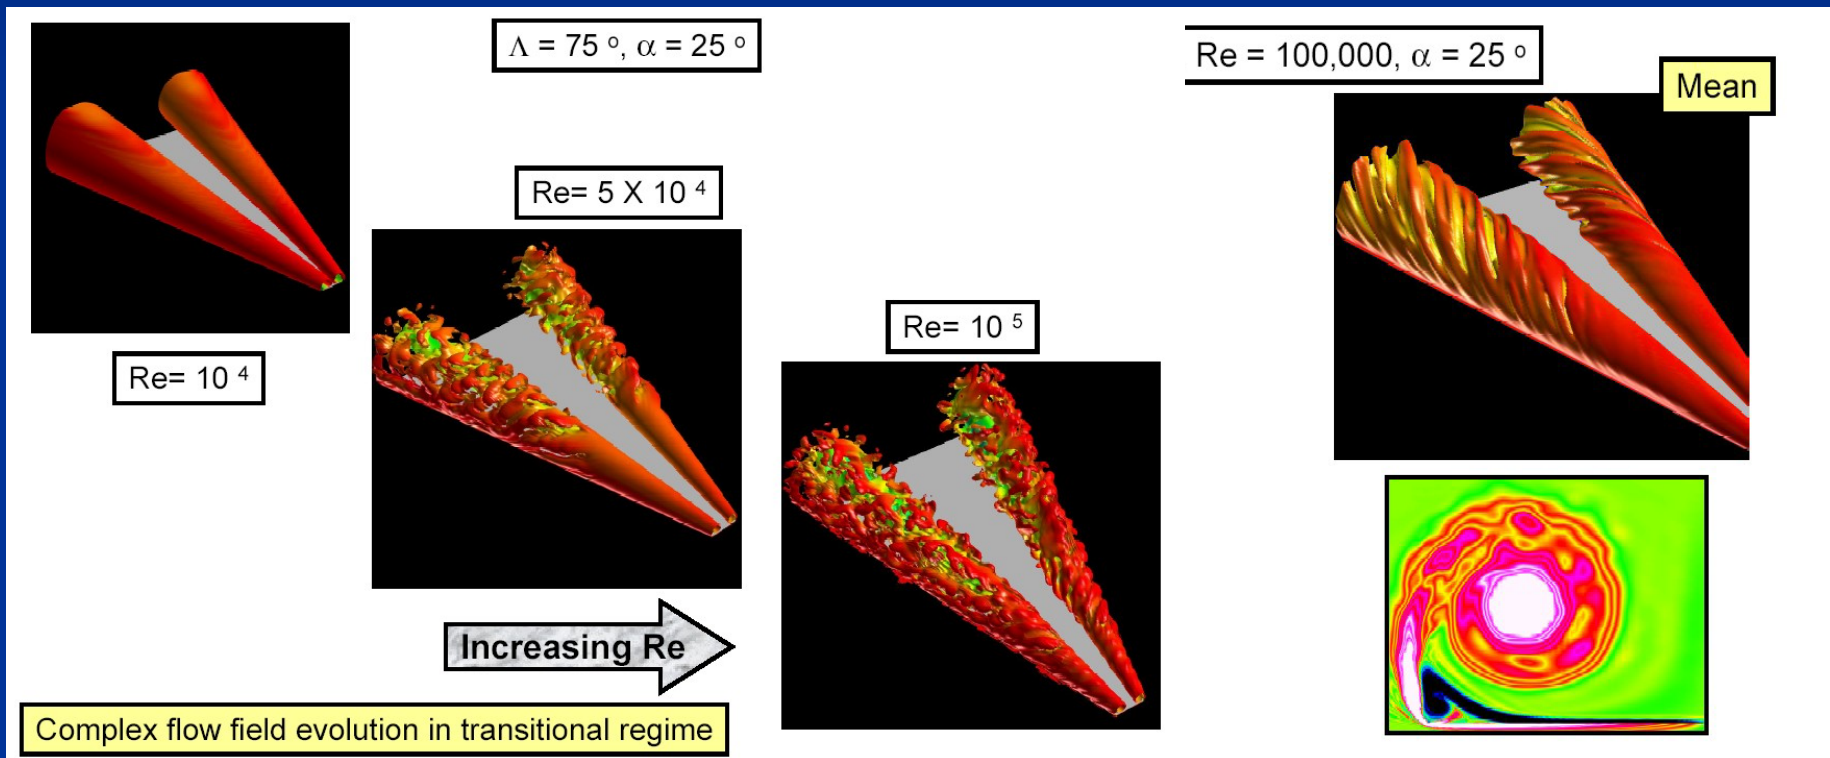 Λ = 75 º, α = 25 º
Re = 100,000, α = 25 º
Mean
Re= 5 X 10 ⁴
Re= 10 ⁵
Re= 10 ⁴
Increasing Re
Complex flow field evolution in transitional regime